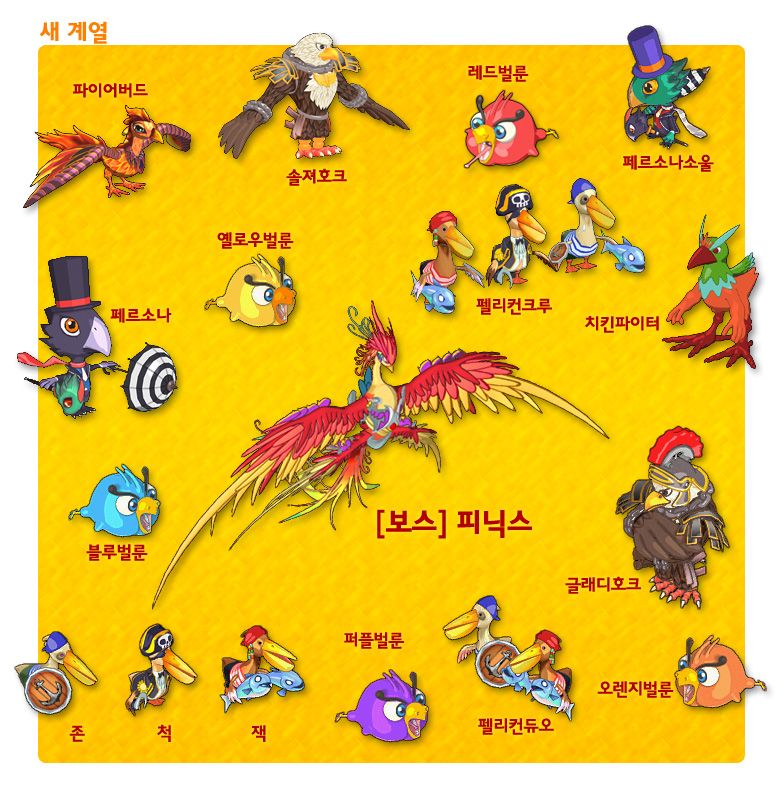 새 계열
파이어버드
솔져호크
레드벌룬
페르소나소울
옐로우벌룬
펠리컨크루
페르소나
치킨파이터
[보스] 피닉스
블루벌룬
글래디호크
퍼플벌룬
오렌지벌룬
펠리컨듀오
존
척
잭